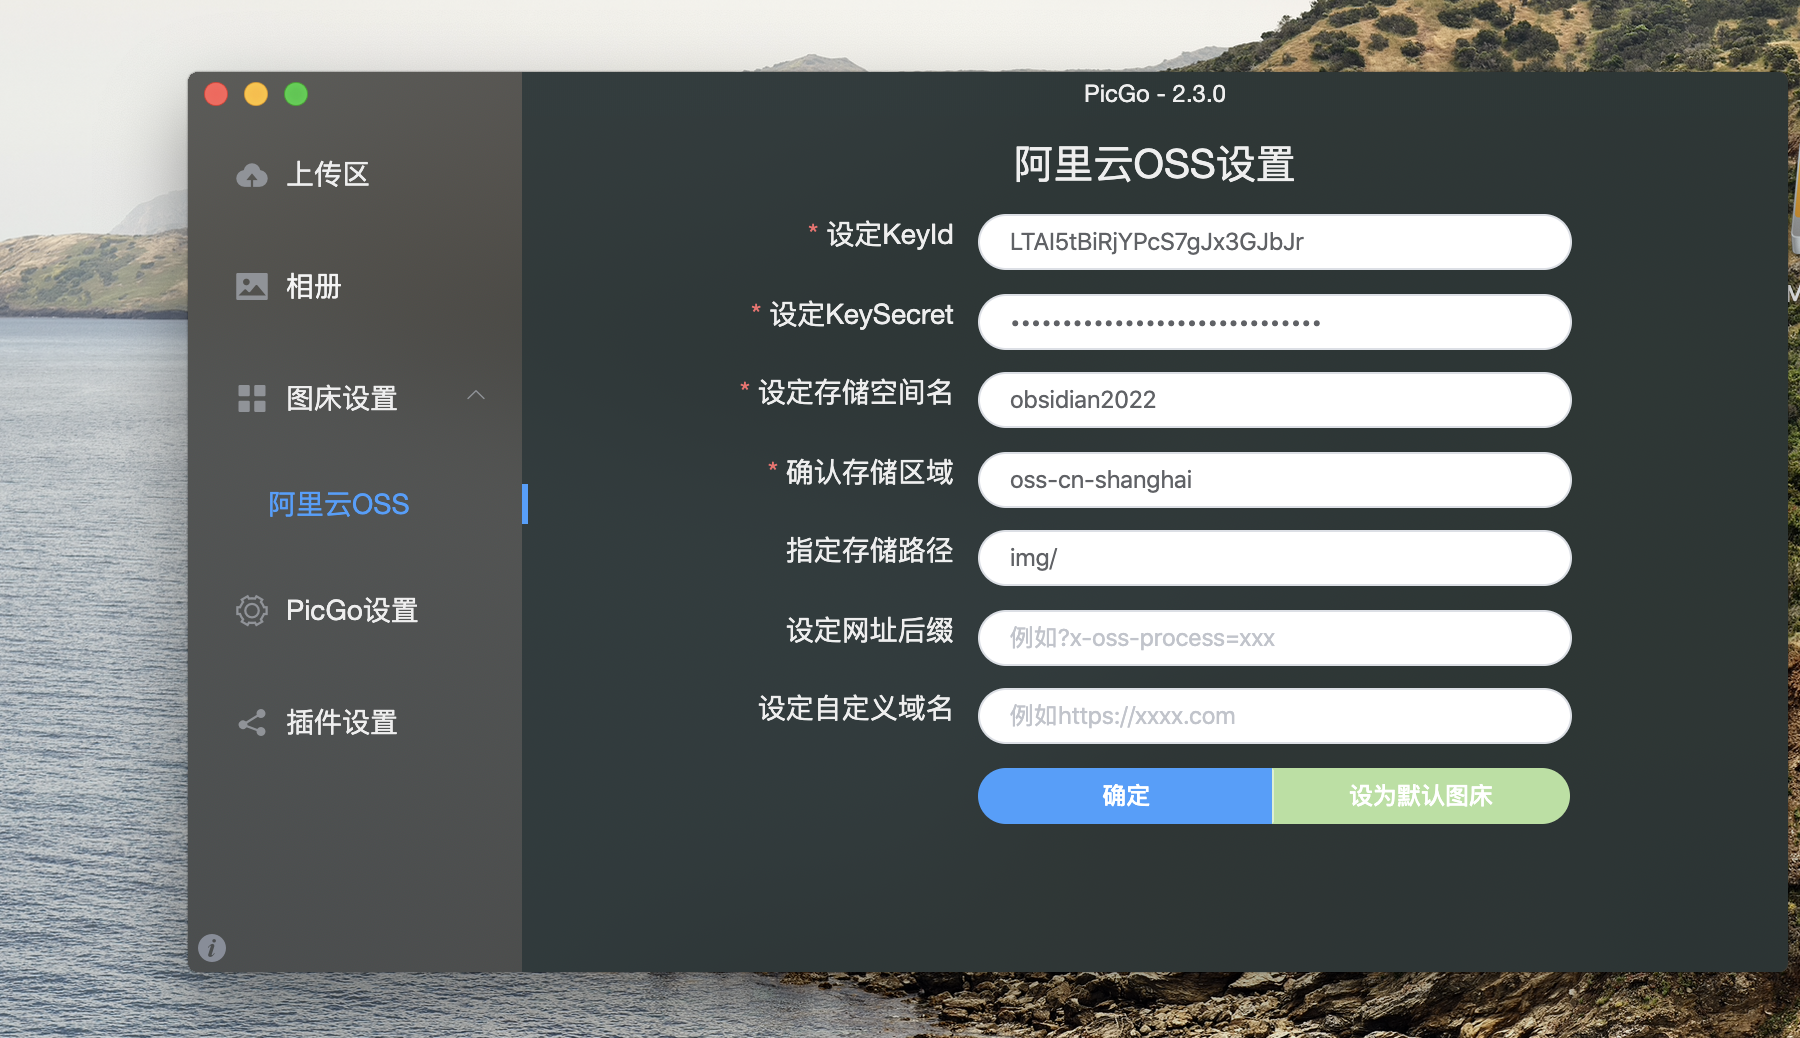 PicGo - 2.3.0
上传区
相册
图床设置
阿里云OSS
PicGo设置
插件设置
阿里云OSS设置
* 设定KeyId
LTAI5tBiRjYPcS7gJx3GJbJr
* 设定KeySecret
••••••••••••••••••••••••••••••
* 设定存储空间名
obsidian2022
* 确认存储区域
oss-cn-shanghai
指定存储路径
img/
设定网址后缀
例如?x-oss-process=xxx
设定自定义域名
例如https://xxxx.com
确定
设为默认图床
M